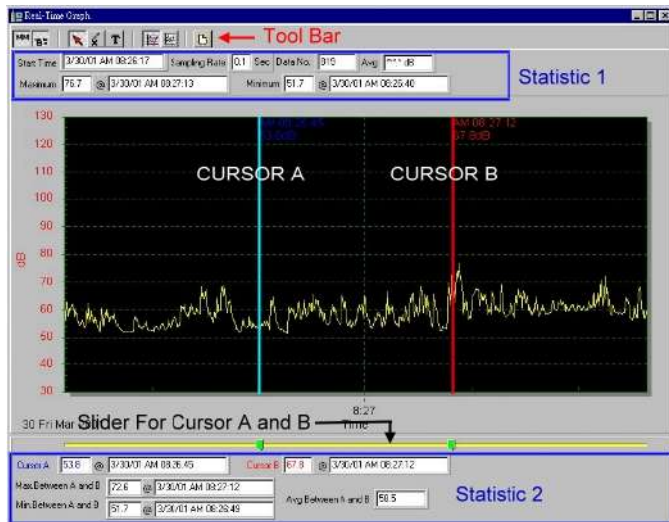 Real-Time Graph
Tool Bar
Start Time 3/30/01 AM 08:26:17 Sampling Rate 0.1 Sec Data No. 819 Avg **.* dB
Maximum 76.7 @ 3/30/01 AM 08:27:13 Minimum 51.7 @ 3/30/01 AM 08:26:48
Statistic 1
130
120
110
100
90
80
70
60
50
40
30
dB
AM 08:26:45
AM 08:27:12
67.8dB
CURSOR A
CURSOR B
8:27
30 Fri Mar
Time
Slider For Cursor A and B
Cursor A 53.8 @ 3/30/01 AM 08:26:45 Cursor B 67.8 @ 3/30/01 AM 08:27:12
Max.Between A and B 72.6 @ 3/30/01 AM 08:27:12
Min.Between A and B 51.7 @ 3/30/01 AM 08:26:49
Avg.Between A and B 58.5
Statistic 2